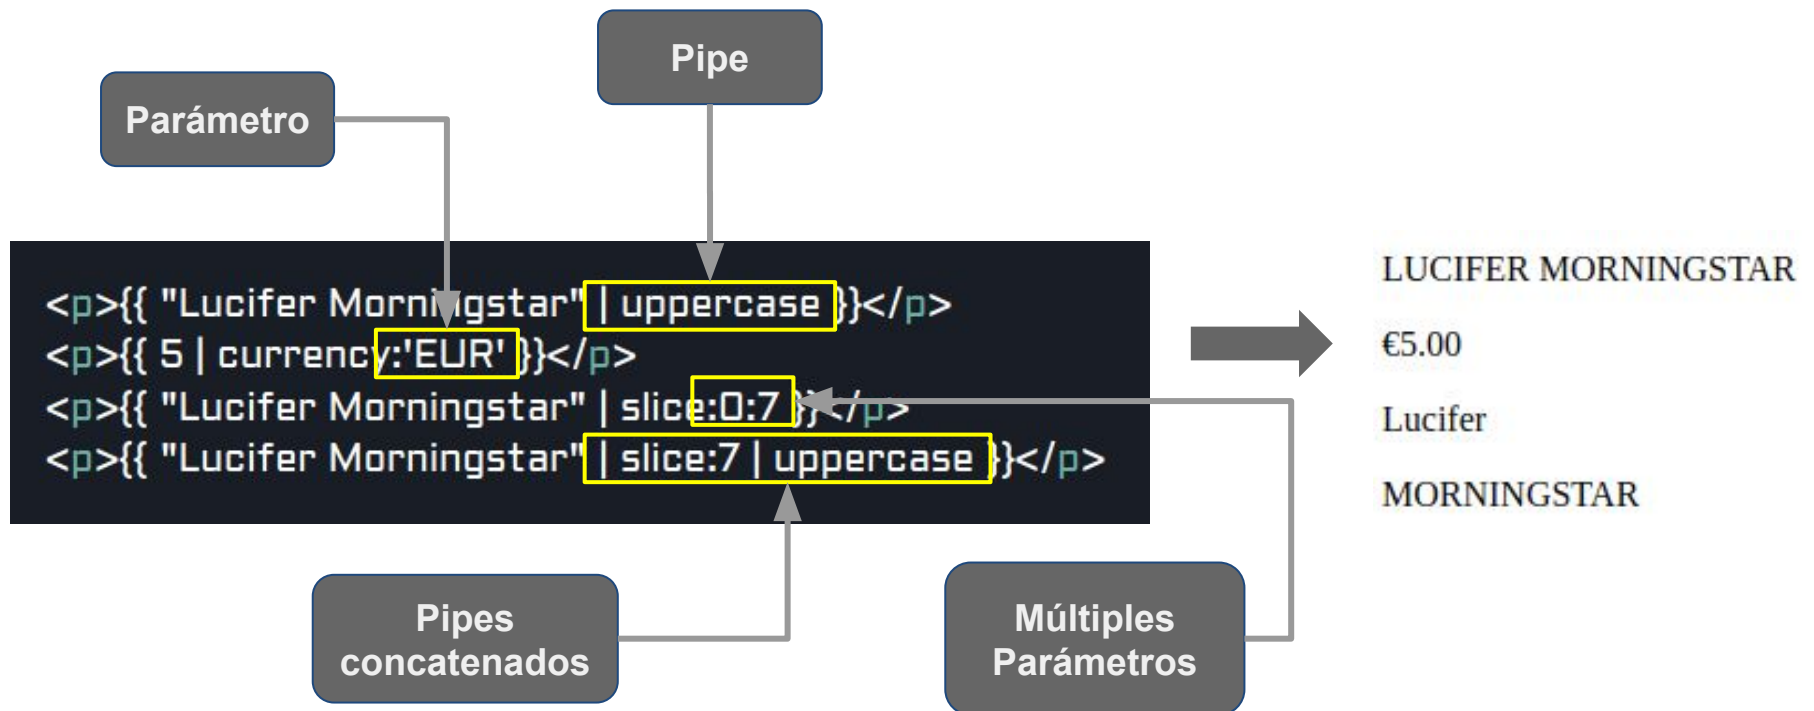 Pipe
Parámetro
<p>{{ "Lucifer Morningstar" | uppercase }}</p>
<p>{{ 5 | currency:'EUR' }}</p>
<p>{{ "Lucifer Morningstar" | slice:0:7 }}</p>
<p>{{ "Lucifer Morningstar" | slice:7 | uppercase }}</p>
LUCIFER MORNINGSTAR
€5.00
Lucifer
MORNINGSTAR
Pipes
concatenados
Múltiples
Parámetros